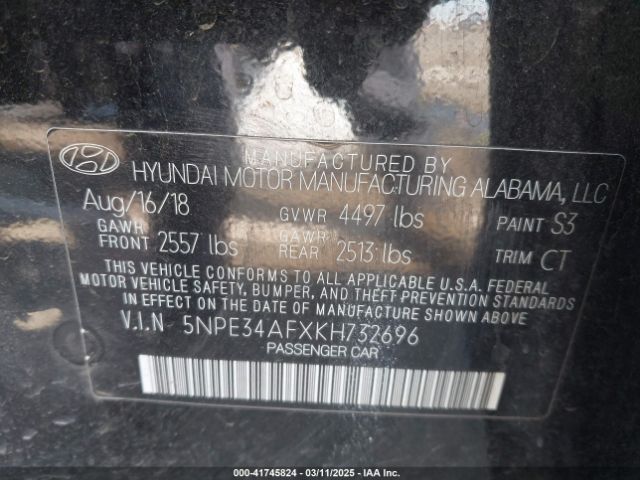 MANUFACTURED BY
HYUNDAI MOTOR MANUFACTURING ALABAMA, LLC
Aug/16/18 GVWR 4497 lbs PAINT S3
GAWR FRONT 2557 lbs GAWR REAR 2513 lbs TRIM CT
THIS VEHICLE CONFORMS TO ALL APPLICABLE U.S.A. FEDERAL
MOTOR VEHICLE SAFETY, BUMPER, AND THEFT PREVENTION STANDARDS
IN EFFECT ON THE DATE OF MANUFACTURE SHOWN ABOVE
V.I.N 5NPE34AFXKH732696
PASSENGER CAR
000-41745824 - 03/11/2025 - IAA Inc.